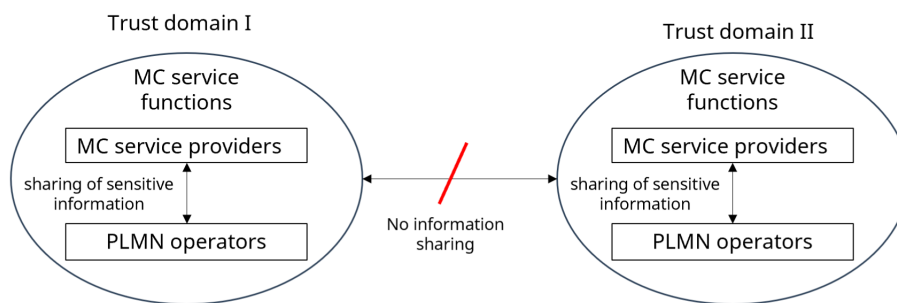 Trust domain I
MC service
functions
MC service providers
sharing of sensitive
information
PLMN operators
No information
sharing
Trust domain II
MC service
functions
MC service providers
sharing of sensitive
information
PLMN operators